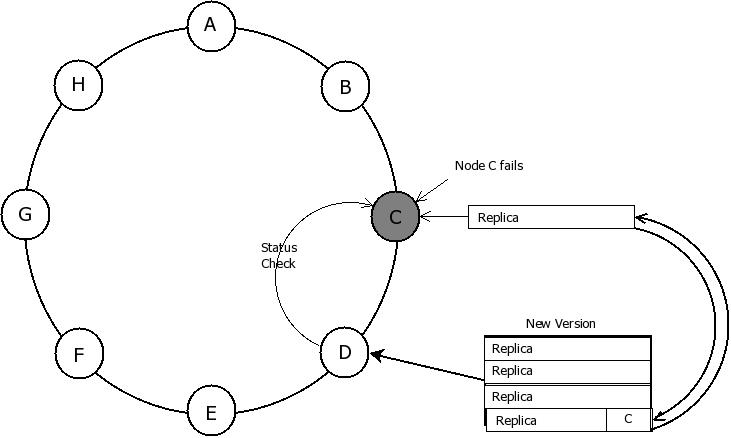 A
H
B
Node C fails
G
C
Replica
Status
Check
New Version
F
D
Replica
Replica
Replica
E
Replica
C